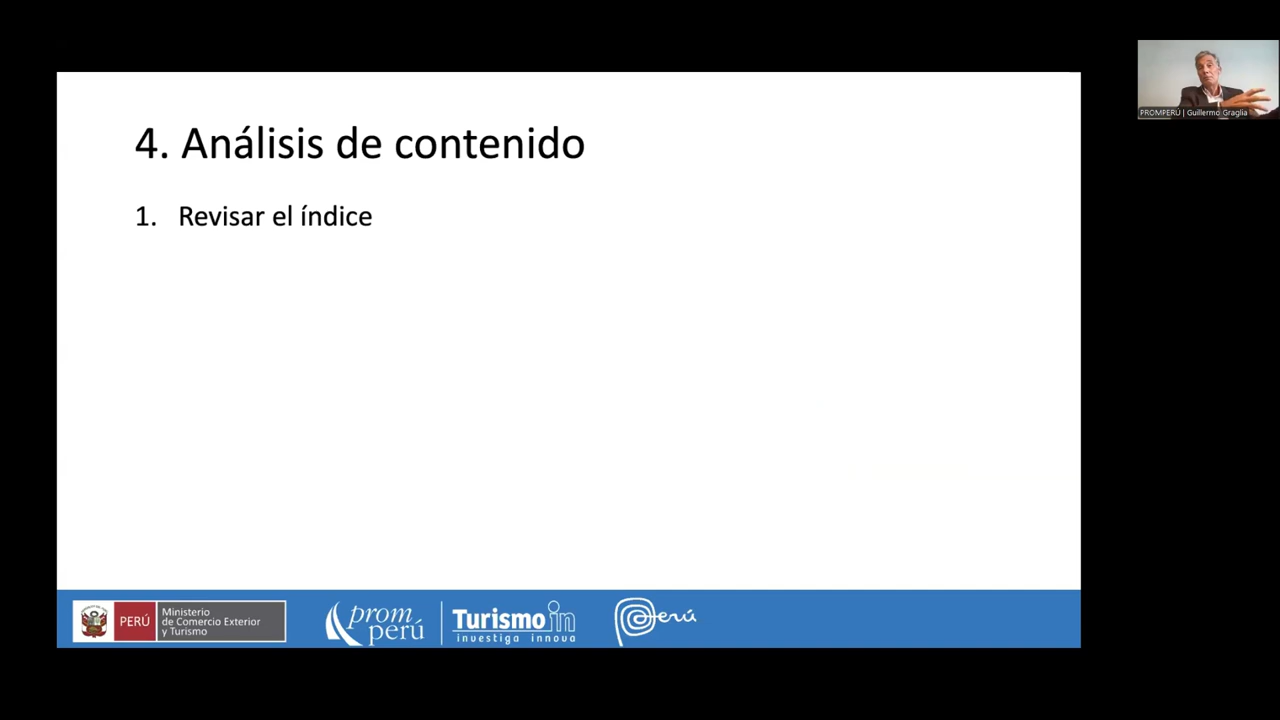 4. Análisis de contenido
1. Revisar el índice
PROMPERÚ | Guillermo Graglia
PERÚ
Ministerio
de Comercio Exterior
y Turismo
prom
perú
Turismo in
investiga innova
Perú